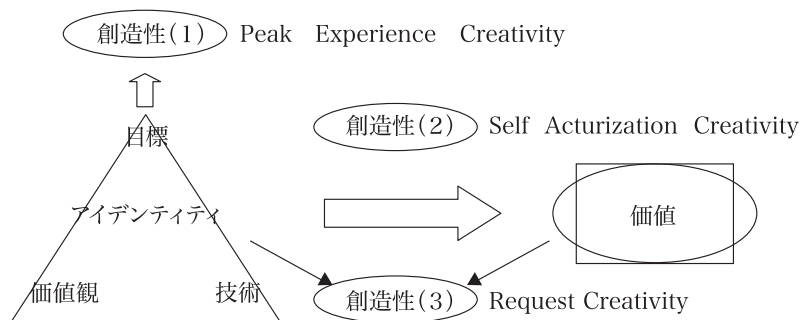 創造性(1) Peak Experience Creativity
目標
創造性(2) Self Acturization Creativity
アイデンティティ
価値
価値観
技術
創造性(3) Request Creativity